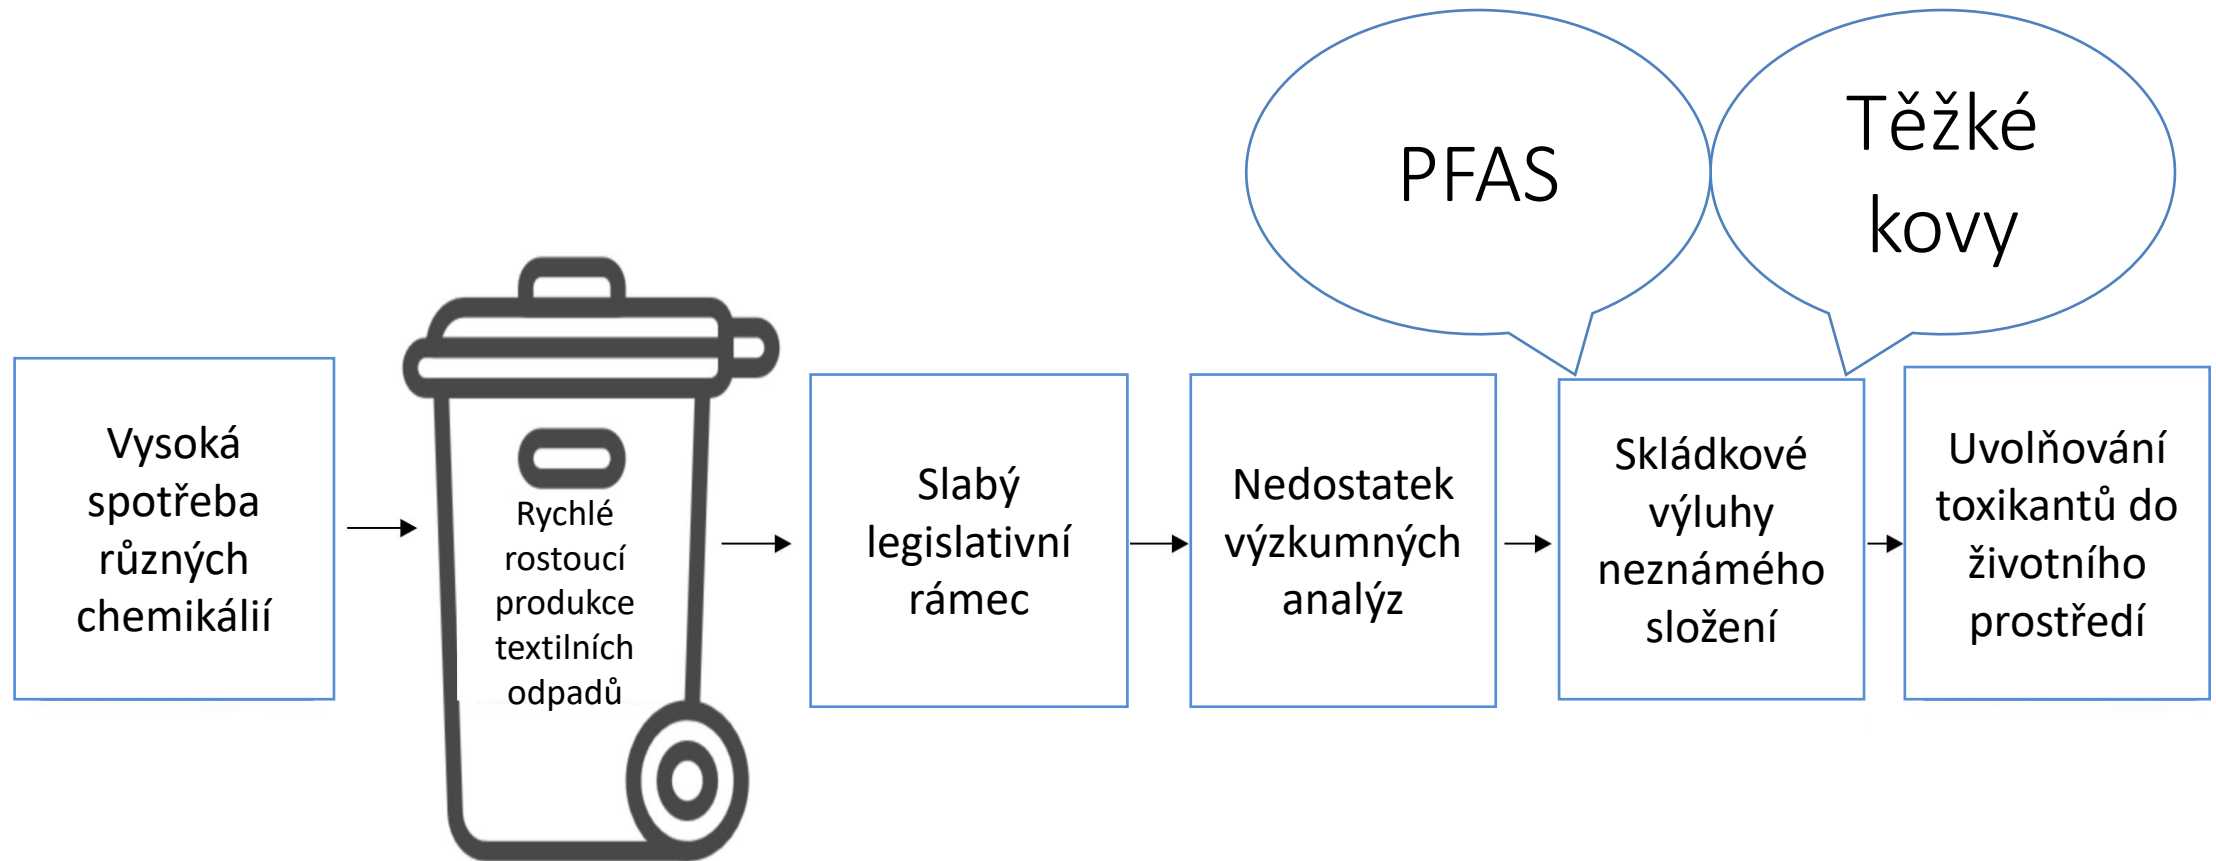 PFAS
Těžké
kovy
Vysoká
spotřeba
různých
chemikálií
Rychlé
rostoucí
produkce
textilních
odpadů
Slabý
legislativní
rámec
Nedostatek
výzkumných
analýz
Skládkové
výluhy
neznámého
složení
Uvolňování
toxikantů do
životního
prostředí